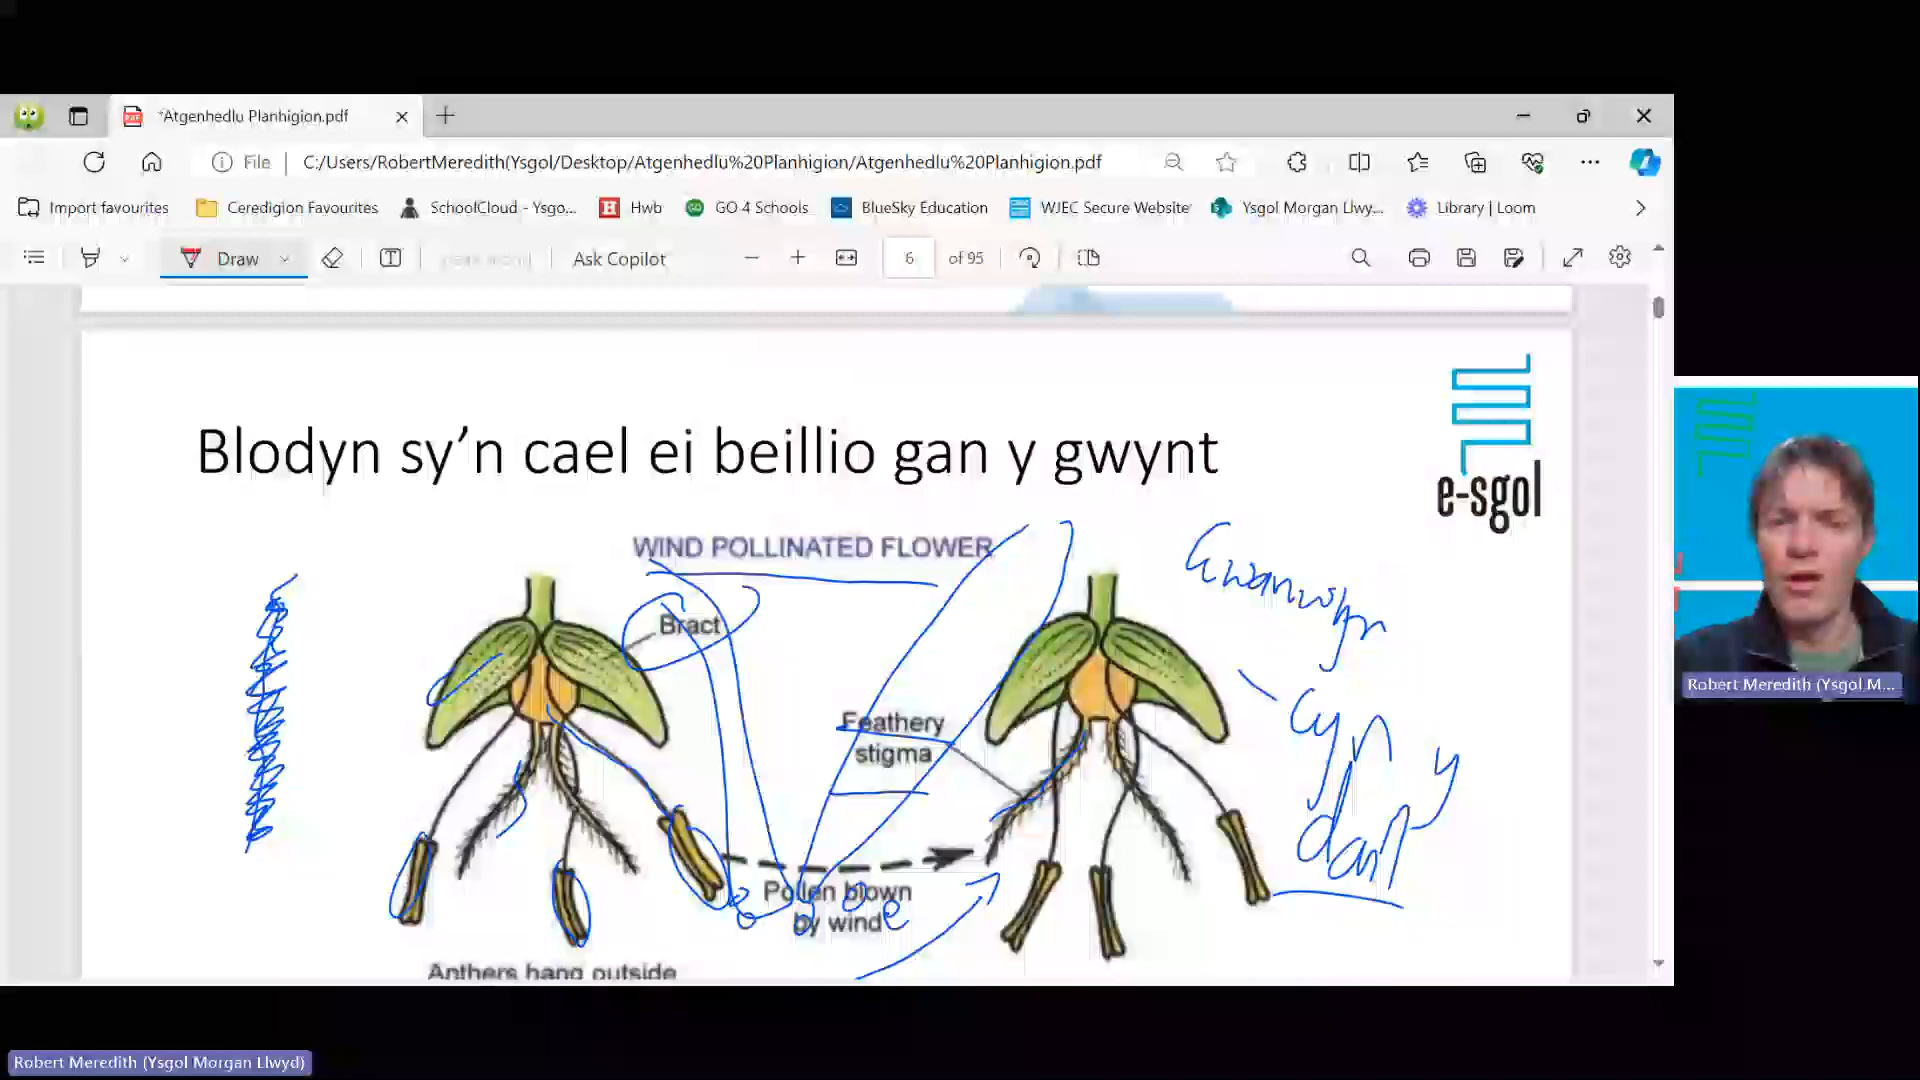 *Atgenhedlu Planhigion.pdf
File
C:/Users/RobertMeredith(Ysgol/Desktop/Atgenhedlu%20Planhigion/Atgenhedlu%20Planhigion.pdf
Import favourites
Ceredigion Favourites
SchoolCloud - Ysgo...
Hwb
GO 4 Schools
BlueSky Education
WJEC Secure Website
Ysgol Morgan Llwy...
Library | Loom
Draw
Ask Copilot
6 of 95
Blodyn sy'n cael ei beillio gan y gwynt
e-sgol
WIND POLLINATED FLOWER
Gwanwyn
Bract
Feathery
stigma
cyn y
dail
Pollen blown
by wind
Anthers hang outside
Robert Meredith (Ysgol M...
Robert Meredith (Ysgol Morgan Llwyd)